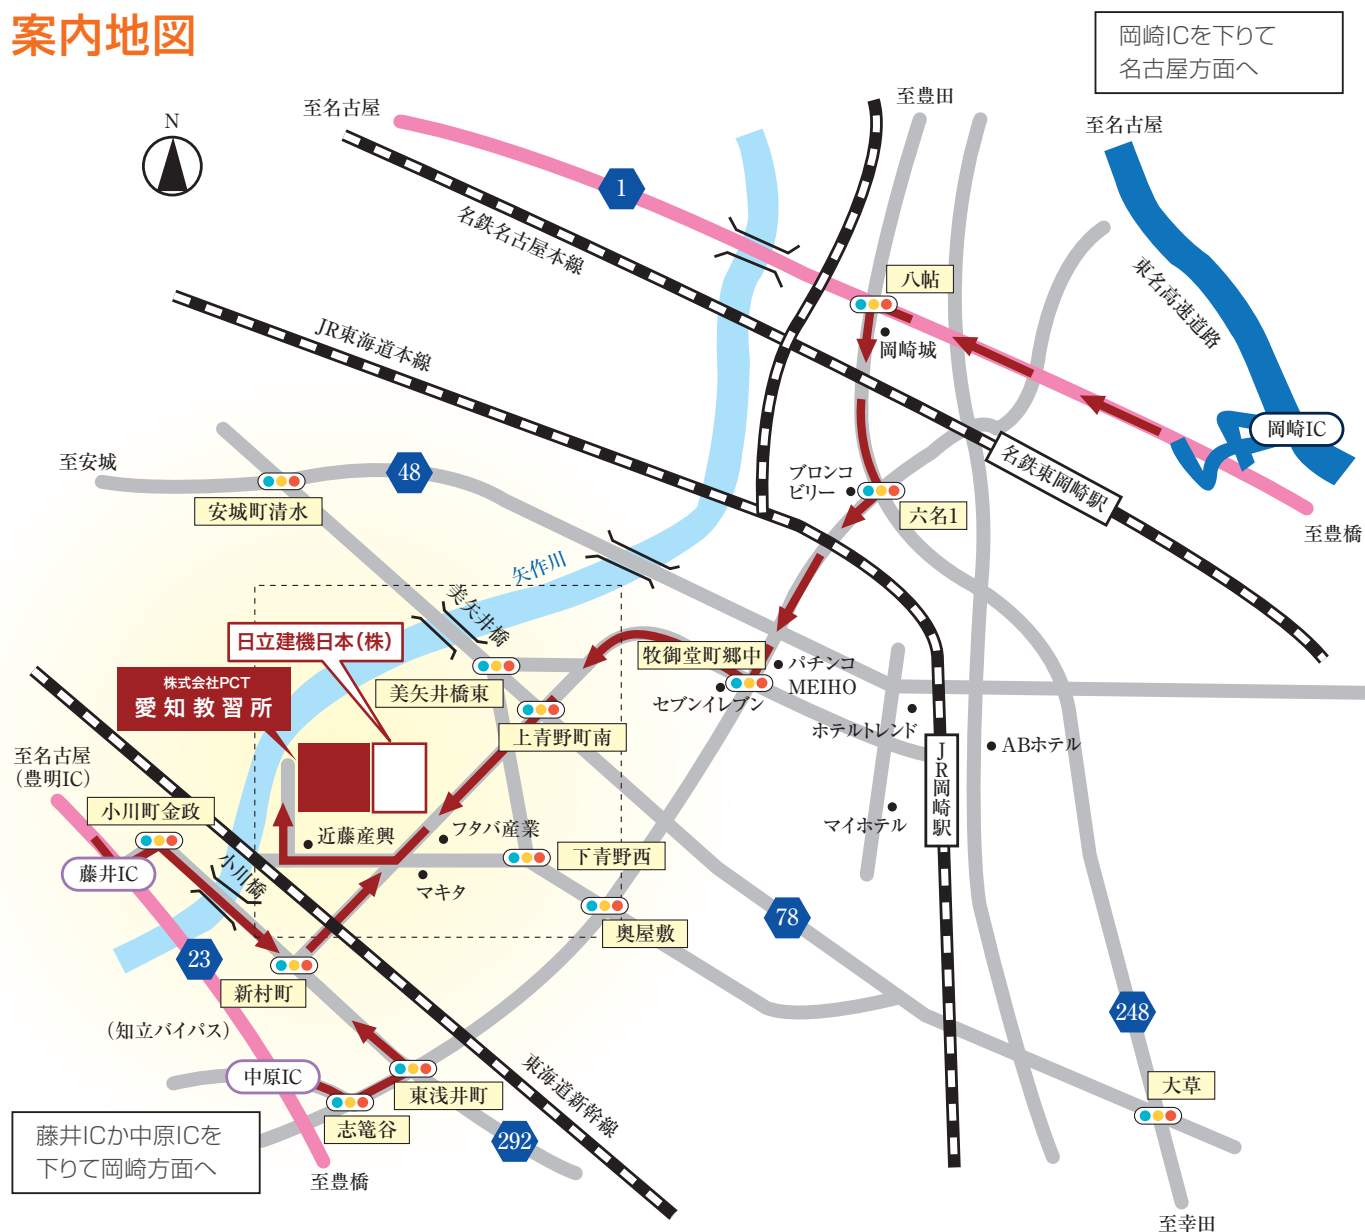 案内地図
岡崎ICを下りて
名古屋方面へ
至名古屋
至豊田
至名古屋
N
1
名鉄名古屋本線
東名高速道路
八帖
岡崎城
JR東海道本線
岡崎IC
至安城
48
安城町清水
ブロンコ
ビリー
六名1
名鉄東岡崎駅
至豊橋
矢作川
美矢井橋
日立建機日本(株)
株式会社PCT
愛知教習所
美矢井橋東
牧御堂町郷中
パチンコ
MEIHO
セブンイレブン
上青野町南
ホテルトレンド
JR岡崎駅
ABホテル
至名古屋
(豊明IC)
小川町金政
近藤産興
フタバ産業
マイホテル
藤井IC
小川橋
マキタ
下青野西
奥屋敷
78
23
新村町
(知立バイパス)
248
中原IC
東浅井町
東海道新幹線
大草
志篭谷
292
藤井ICか中原ICを
下りて岡崎方面へ
至豊橋
至幸田